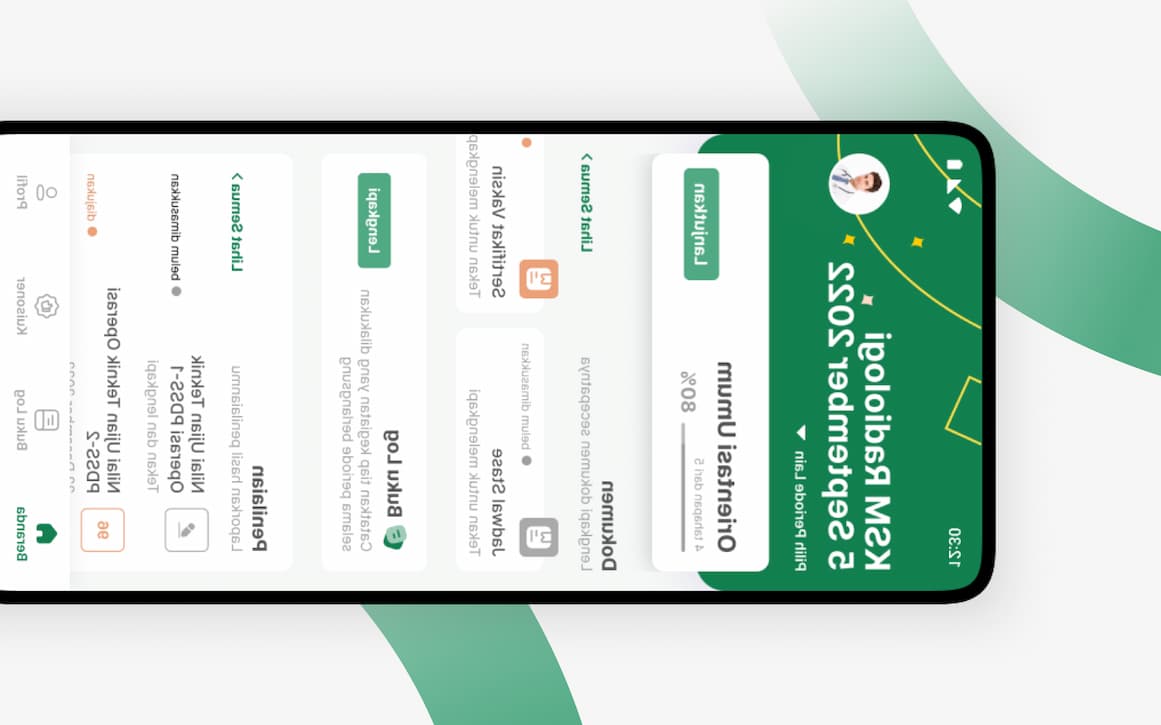 12:30
KSM Radiologi
5 September 2022
Pilih Periode Lain
Orientasi Umum
4 tahapan dari 5
80%
Lanjutkan
Dokumen
Lengkapi dokumen secepatnya
Lihat Semua >
belum dimasukkan
Jadwal Stase
Tekan untuk melengkapi
Sertifikat Vaksin
Tekan untuk melengkap
Buku Log
Catatkan tiap kegiatan yang dilakukan
selama periode berlangsung
Lengkapi
Penilaian
Laporkan hasil penilaianmu
Lihat Semua >
Nilai Ujian Teknik
Operasi PDSS-1
Tekan dan lengkapi
belum dimasukkan
Nilai Ujian Teknik Operasi
PDSS-2
diajukan
Beranda
Buku Log
Kuisoner
Profil